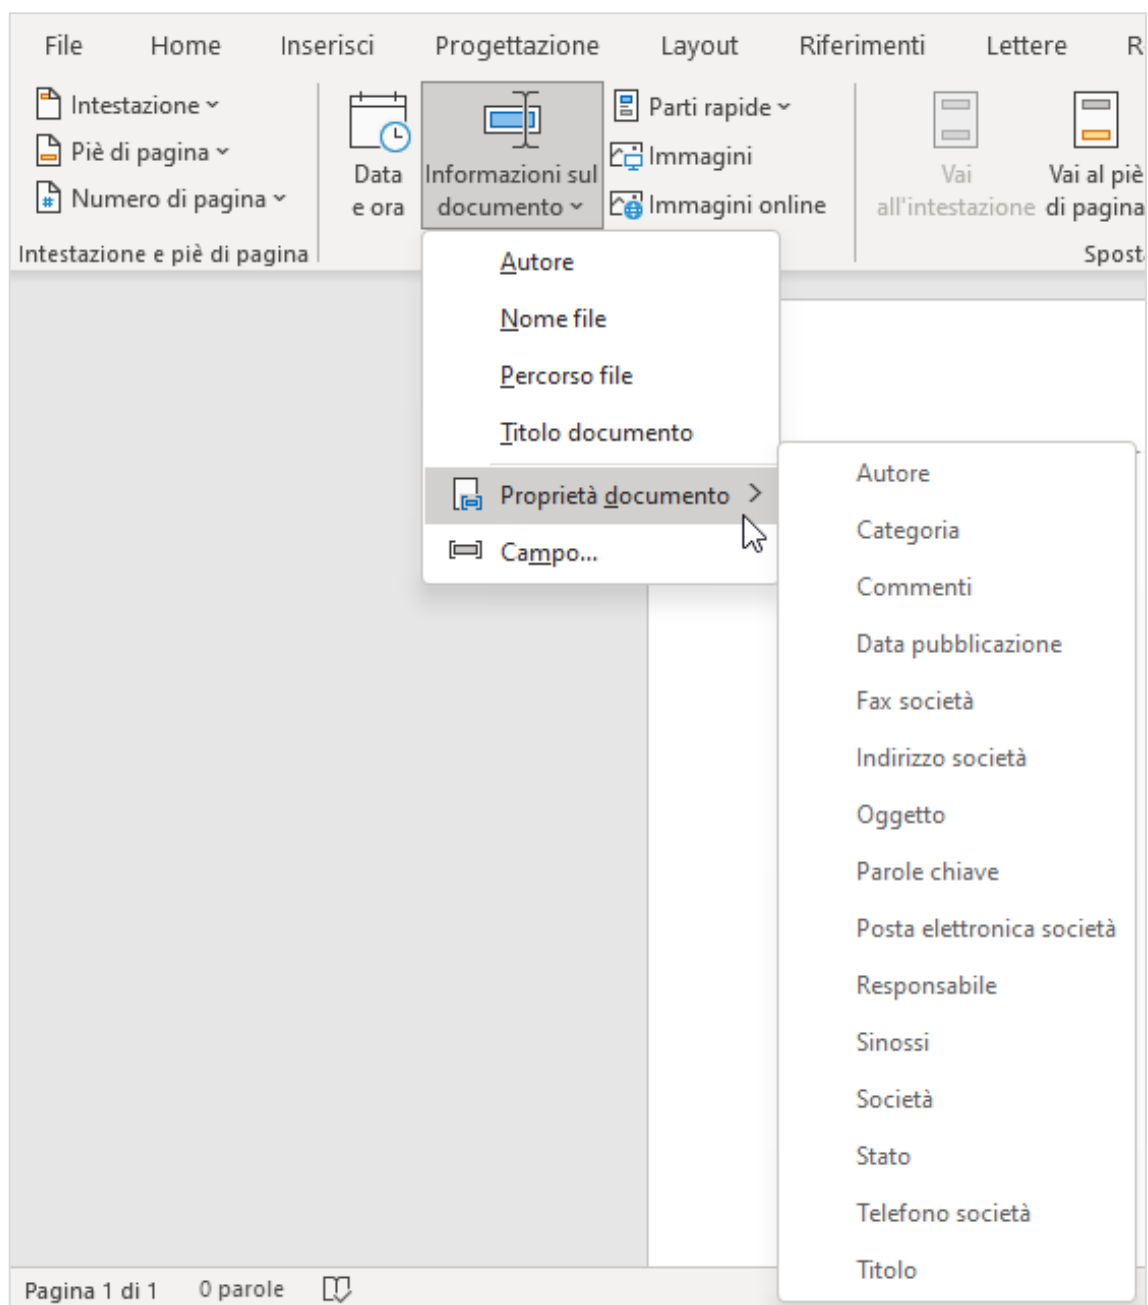 File Home Inserisci Progettazione Layout Riferimenti Lettere R
Intestazione
Piè di pagina
Numero di pagina
Intestazione e piè di pagina
Data
e ora
Informazioni sul
documento
Parti rapide
Immagini
Immagini online
Vai
all'intestazione
Vai al piè
di pagina
Sposta
Autore
Nome file
Percorso file
Titolo documento
Proprietà documento
Campo...
Autore
Categoria
Commenti
Data pubblicazione
Fax società
Indirizzo società
Oggetto
Parole chiave
Posta elettronica società
Responsabile
Sinossi
Società
Stato
Telefono società
Titolo
Pagina 1 di 1 0 parole